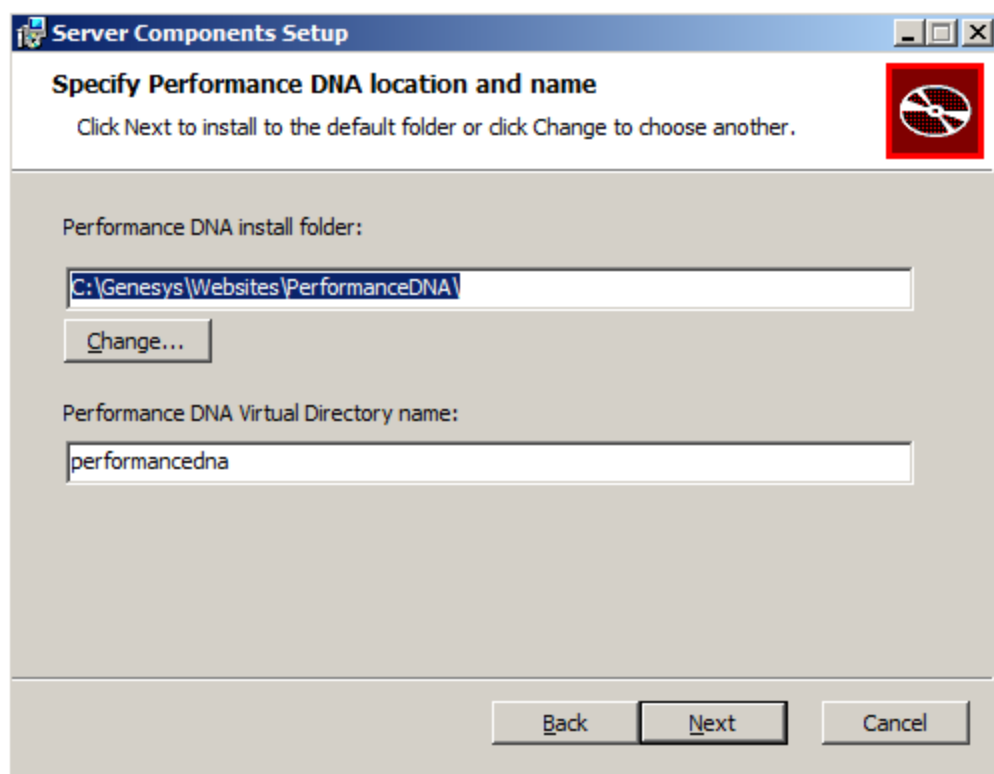 Server Components Setup
Specify Performance DNA location and name
Click Next to install to the default folder or click Change to choose another.
Performance DNA install folder:
C:\Genesys\Websites\PerformanceDNA\
Change...
Performance DNA Virtual Directory name:
performancedna
Back Next Cancel